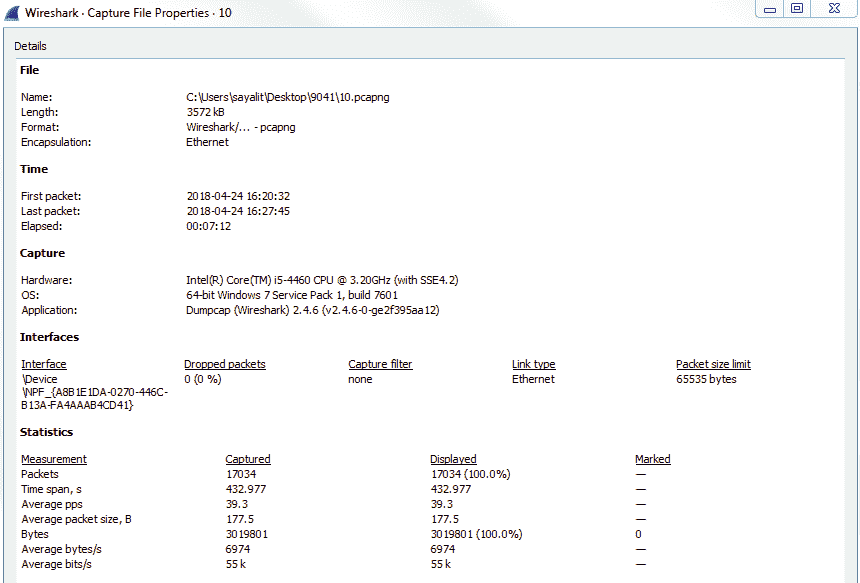 Wireshark · Capture File Properties · 10
Details
File
Name: C:\Users\sayalit\Desktop\9041\10.pcapng
Length: 3572 kB
Format: Wireshark/... - pcapng
Encapsulation: Ethernet
Time
First packet: 2018-04-24 16:20:32
Last packet: 2018-04-24 16:27:45
Elapsed: 00:07:12
Capture
Hardware: Intel(R) Core(TM) i5-4460 CPU @ 3.20GHz (with SSE4.2)
OS: 64-bit Windows 7 Service Pack 1, build 7601
Application: Dumpcap (Wireshark) 2.4.6 (v2.4.6-0-ge2f395aa12)
Interfaces
Interface Dropped packets Capture filter Link type Packet size limit
\Device 0 (0 %) none Ethernet 65535 bytes
\NPF_{A8B1E1DA-0270-446C-
B13A-FA4AAAB4CD41}
Statistics
Measurement Captured Displayed Marked
Packets 17034 17034 (100.0%) —
Time span, s 432.977 432.977 —
Average pps 39.3 39.3 —
Average packet size, B 177.5 177.5 —
Bytes 3019801 3019801 (100.0%) 0
Average bytes/s 6974 6974 —
Average bits/s 55 k 55 k —